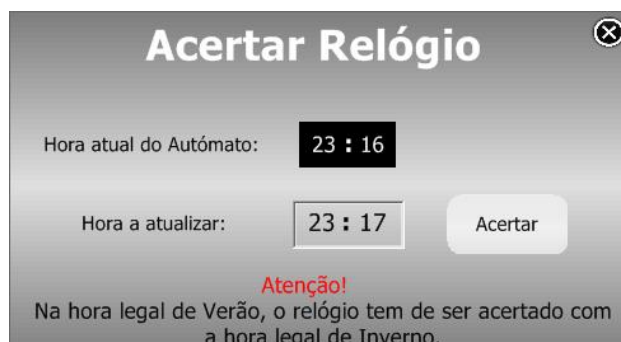 Acertar Relógio
Hora atual do Autómato: 23 : 16
Hora a atualizar: 23 : 17 Acertar
Atenção!
Na hora legal de Verão, o relógio tem de ser acertado com
a hora legal de Inverno.